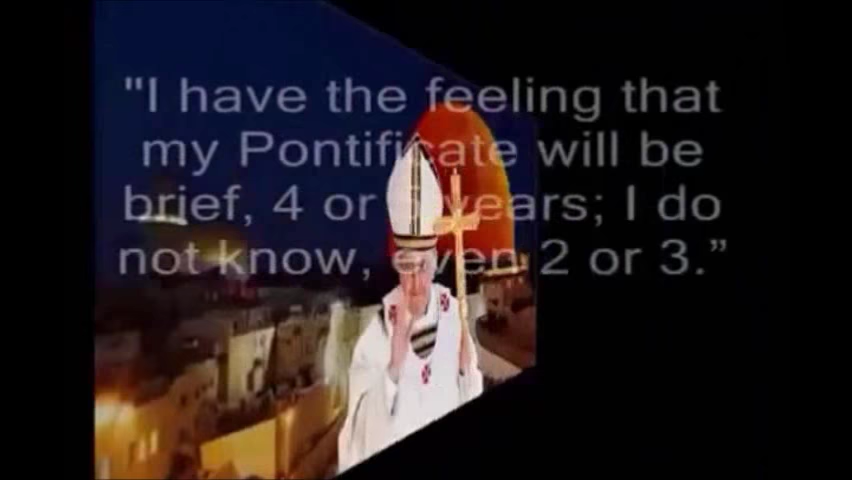 "I have the feeling that
my Pontificate will be
brief, 4 or 5 years; I do
not know, even 2 or 3.”